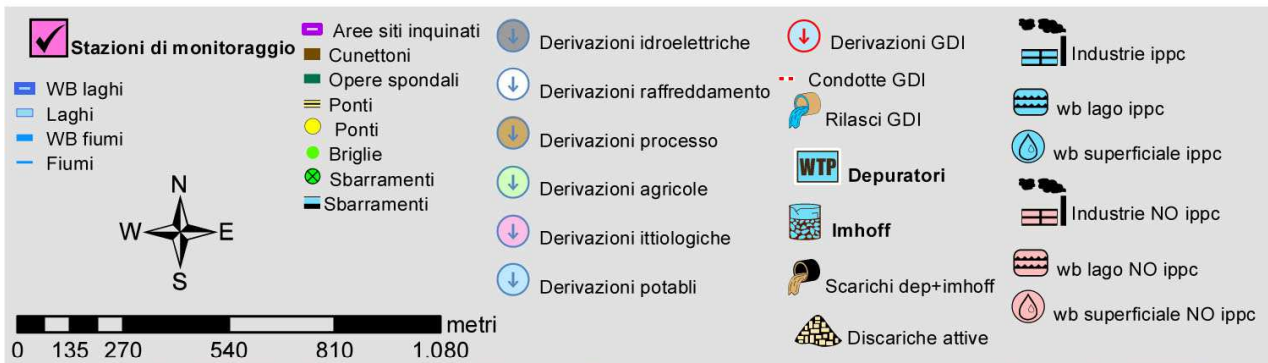 Stazioni di monitoraggio
WB laghi
Laghi
WB fiumi
Fiumi
N
W E
S
0 135 270 540 810 1.080
metri
Aree siti inquinati
Cunettoni
Opere spondali
Ponti
Ponti
Briglie
Sbarramenti
Sbarramenti
Derivazioni idroelettriche
Derivazioni raffreddamento
Derivazioni processo
Derivazioni agricole
Derivazioni ittiologiche
Derivazioni potabli
Derivazioni GDI
Condotte GDI
Rilasci GDI
WTP Depuratori
Imhoff
Scarichi dep+imhoff
Discariche attive
Industrie ippc
wb lago ippc
wb superficiale ippc
Industrie NO ippc
wb lago NO ippc
wb superficiale NO ippc